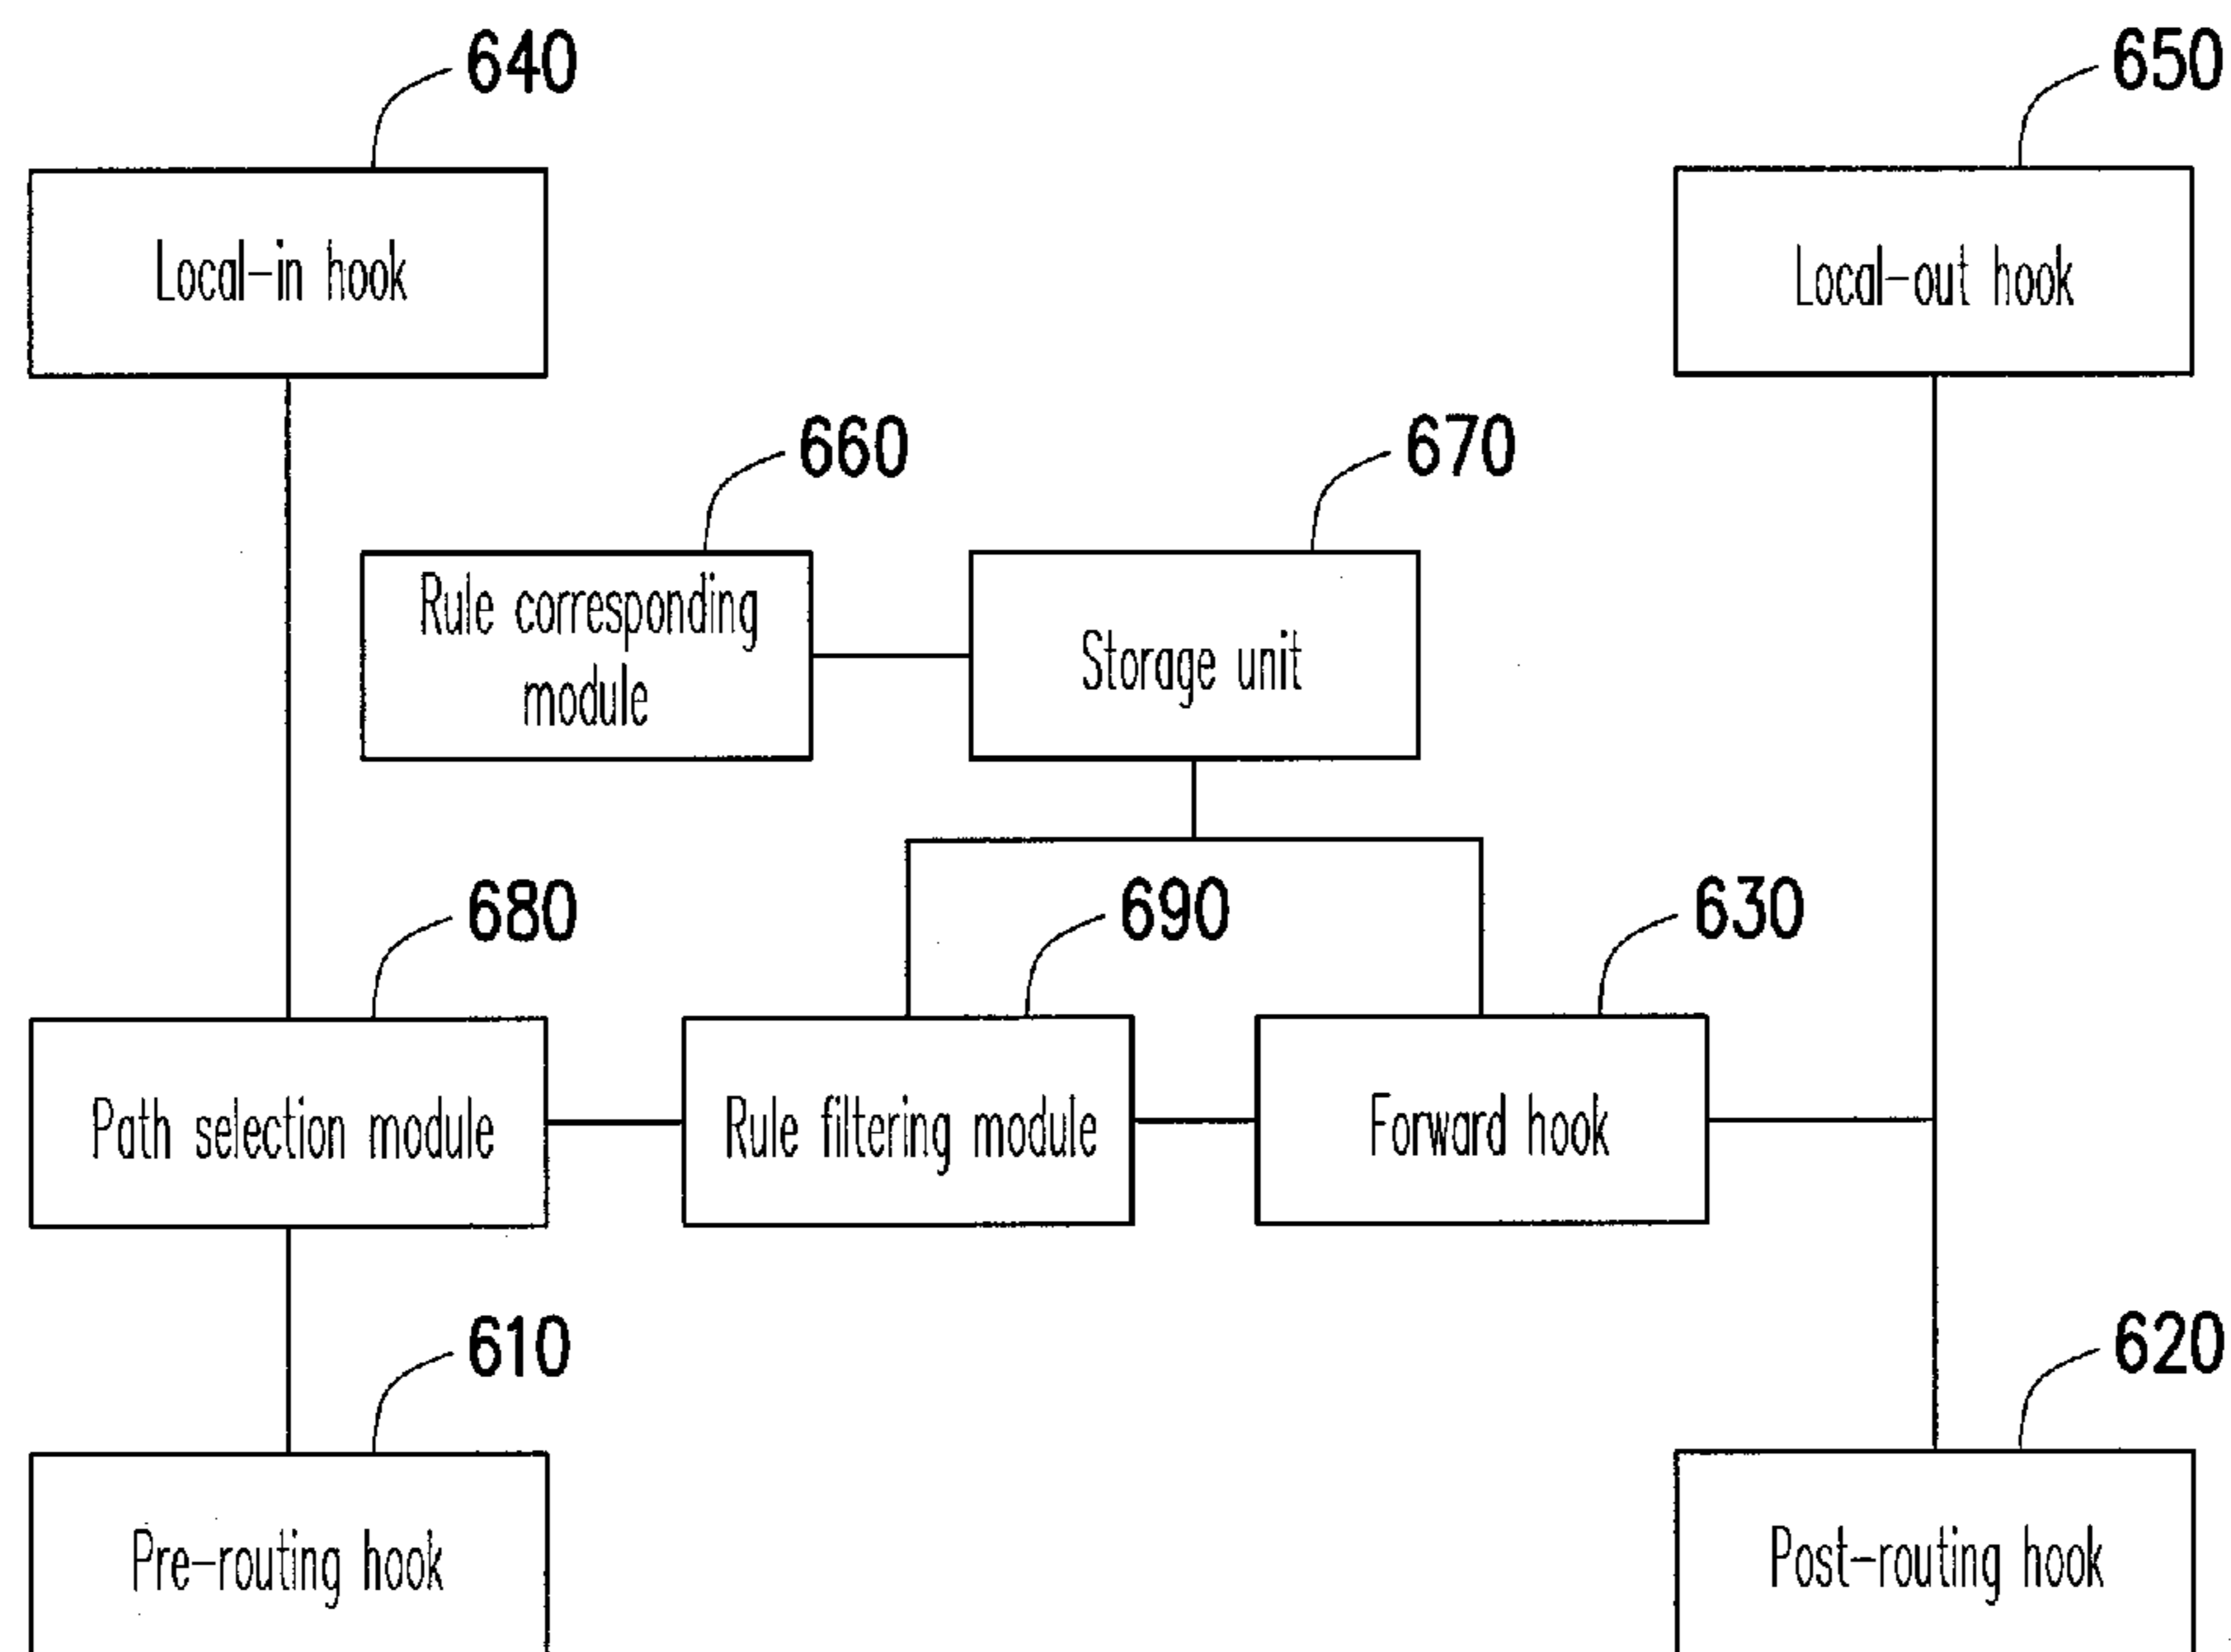 640
650
Local-in hook
Local-out hook
660
670
Rule corresponding
module
Storage unit
680
690
630
Path selection module
Rule filtering module
Forward hook
610
620
Pre-routing hook
Post-routing hook